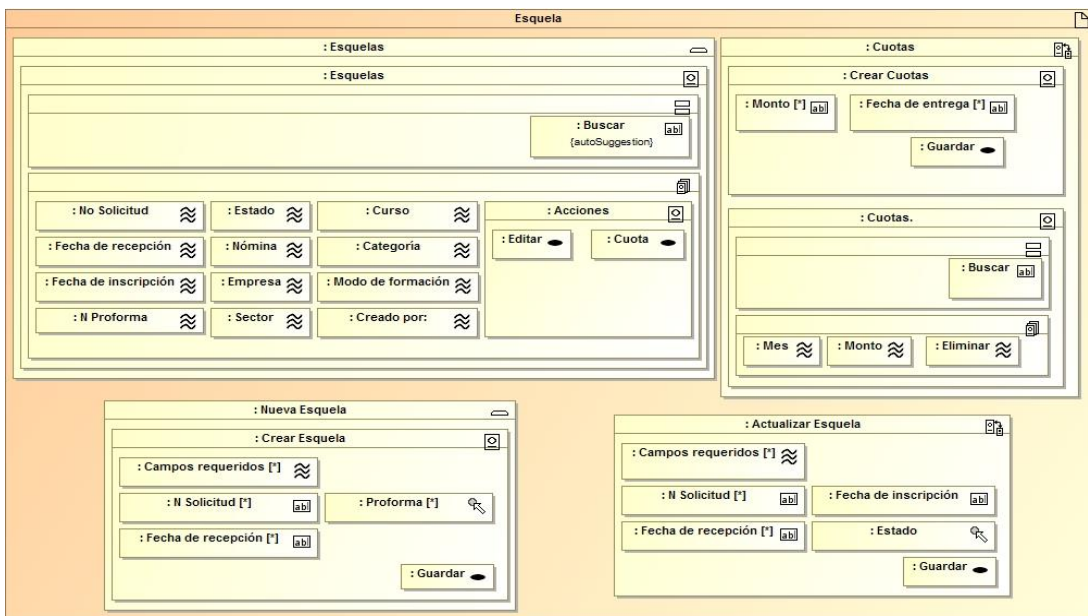 Esquela
: Esquelas
: Esquelas
: Buscar
{autoSuggestion}
: No Solicitud
: Estado
: Curso
: Acciones
: Fecha de recepción
: Nómina
: Categoría
: Editar
: Cuota
: Fecha de inscripción
: Empresa
: Modo de formación
: N Proforma
: Sector
: Creado por:
: Cuotas
: Crear Cuotas
: Monto [*]
: Fecha de entrega [*]
: Guardar
: Cuotas.
: Buscar
: Mes
: Monto
: Eliminar
: Nueva Esquela
: Crear Esquela
: Campos requeridos [*]
: N Solicitud [*]
: Proforma [*]
: Fecha de recepción [*]
: Guardar
: Actualizar Esquela
: Campos requeridos [*]
: N Solicitud [*]
: Fecha de inscripción
: Fecha de recepción [*]
: Estado
: Guardar